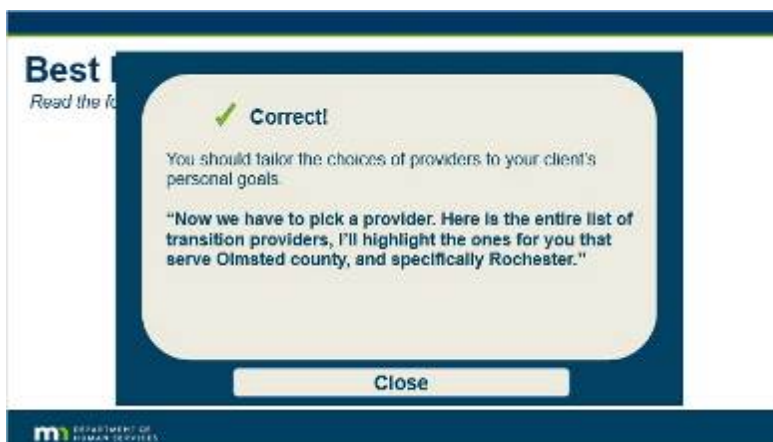 Best
Read the fo
Correct!
You should tailor the choices of providers to your client's
personal goals.
“Now we have to pick a provider. Here is the entire list of
transition providers, I'll highlight the ones for you that
serve Olmsted county, and specifically Rochester.”
Close
mn DEPARTMENT OF
HUMAN SERVICES